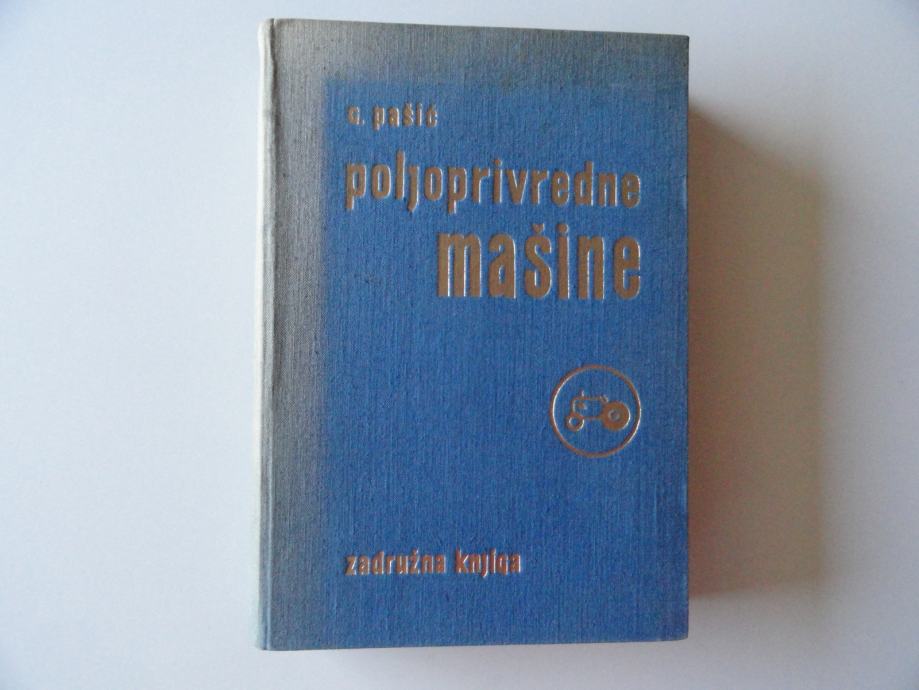 G. pašić
poljoprivredne
mašine
zadružna knjiga